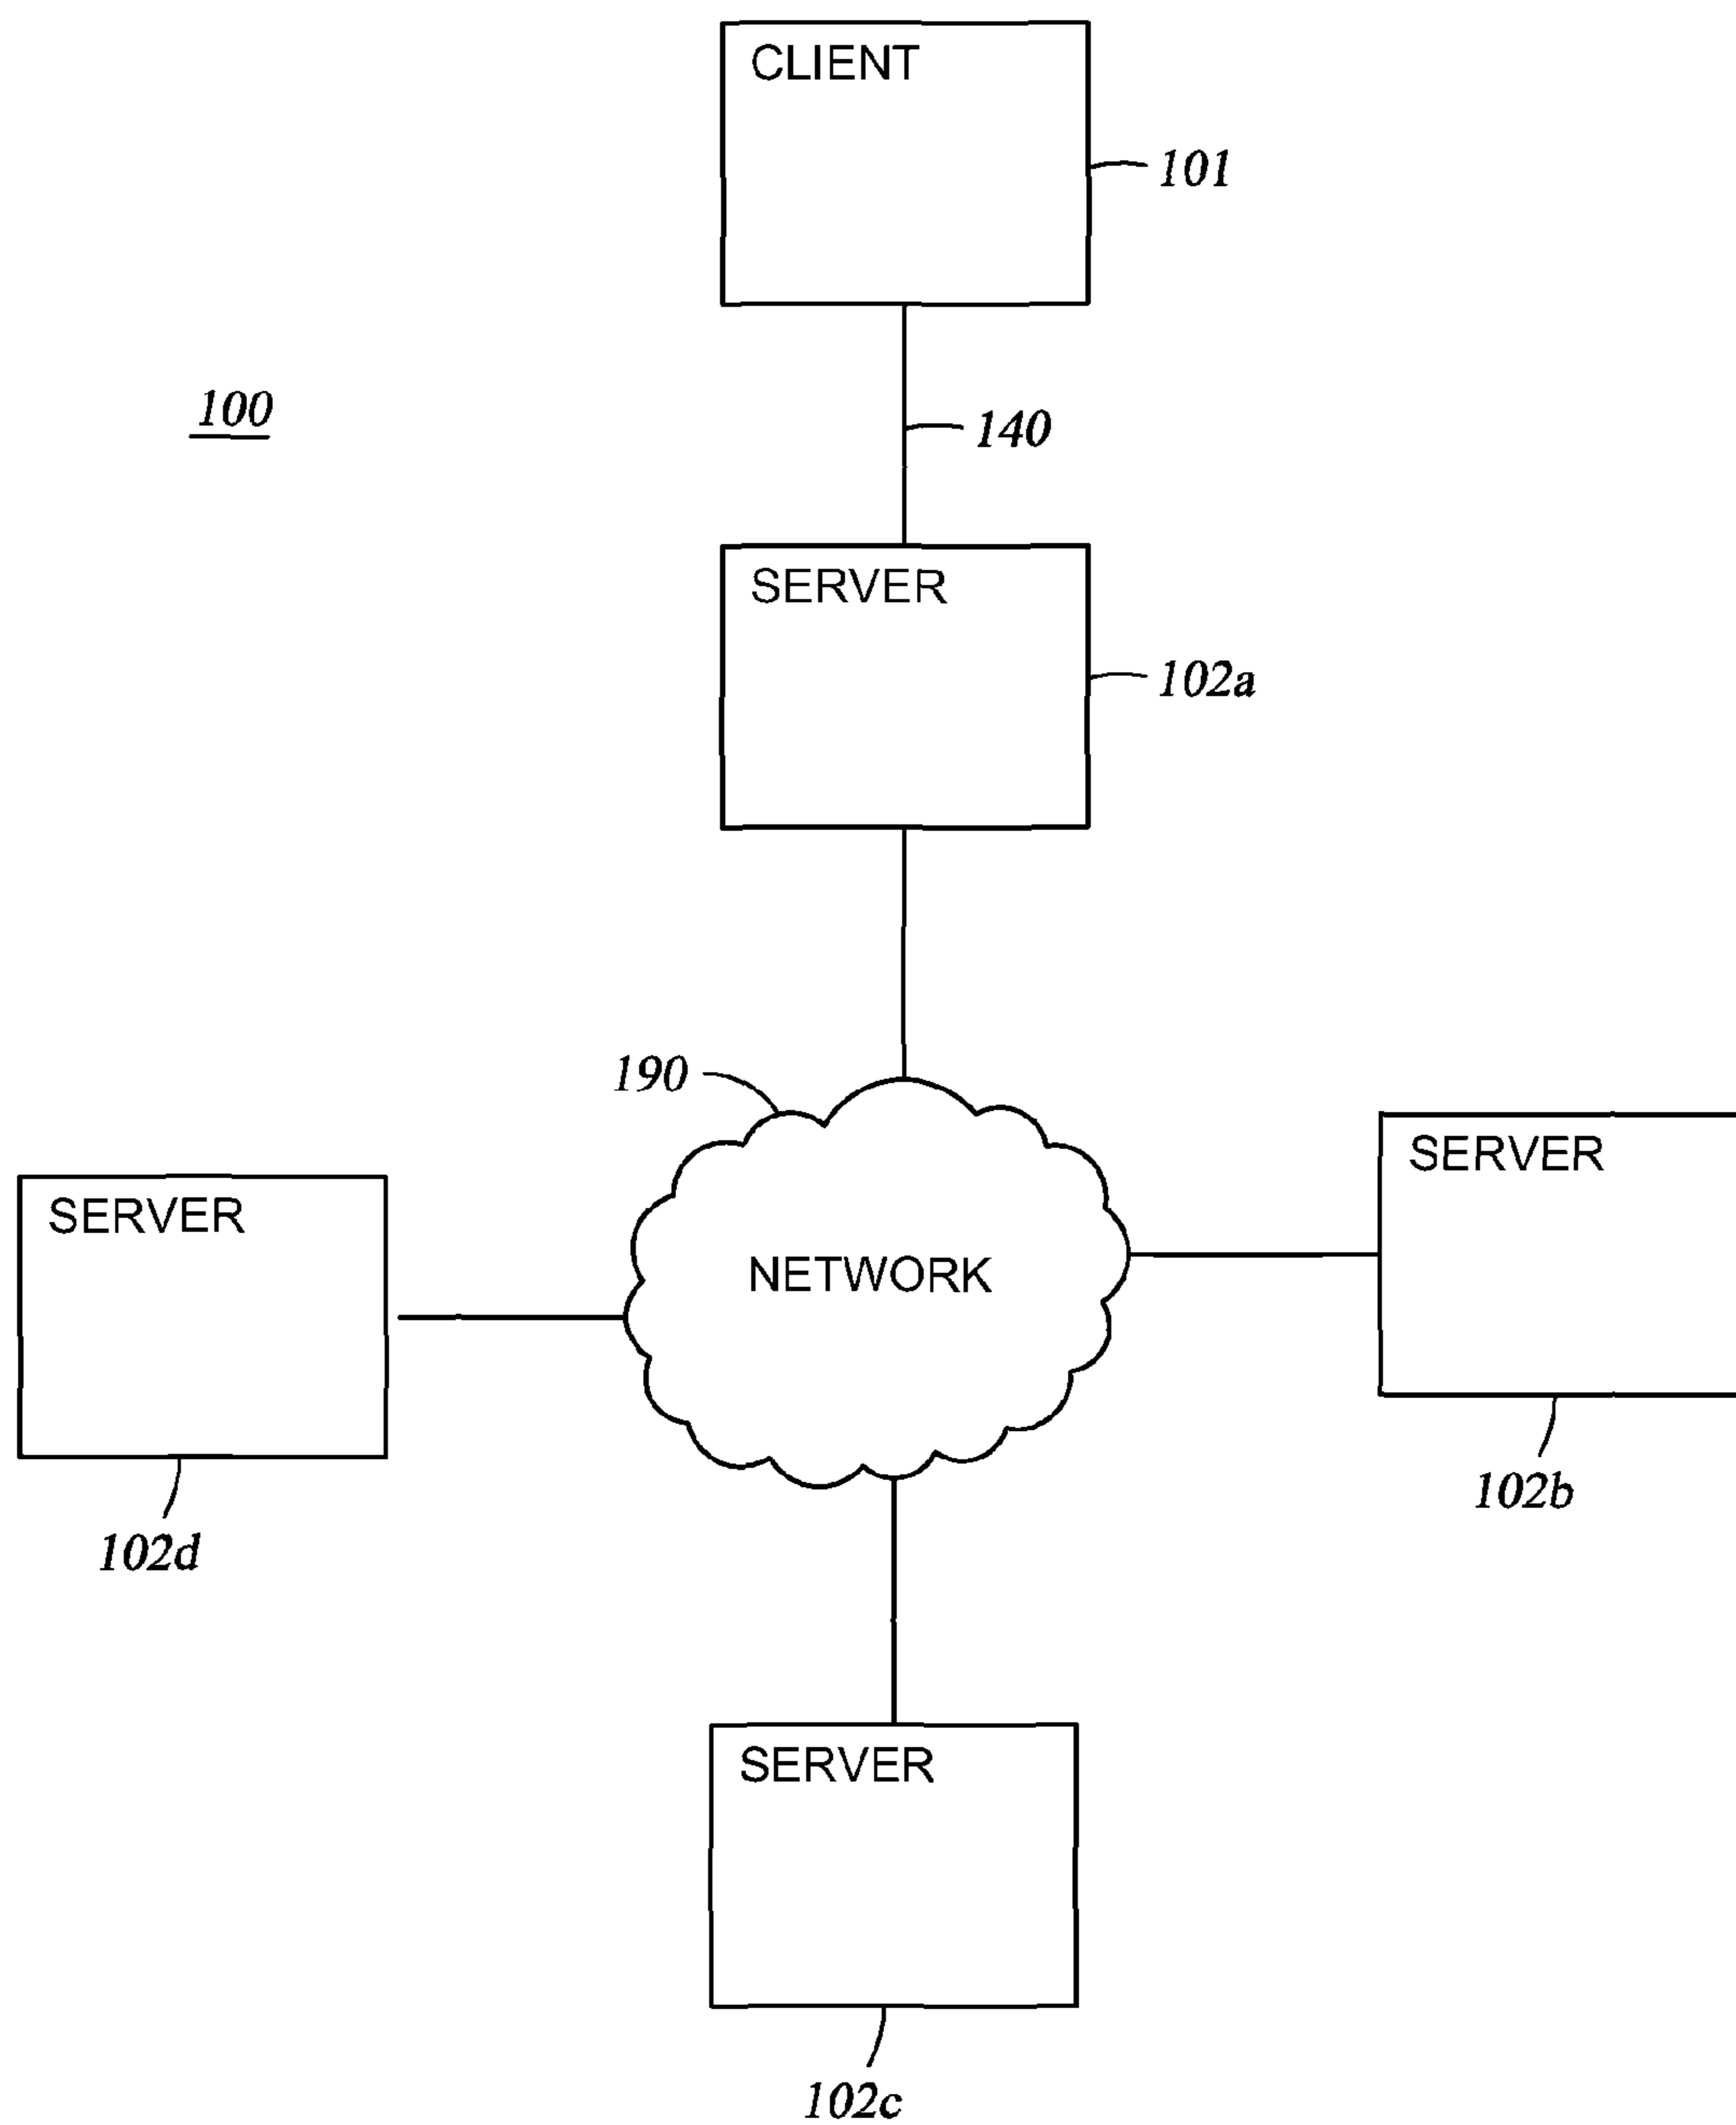 CLIENT
101
100
140
SERVER
102a
190
SERVER
SERVER
NETWORK
102b
102d
SERVER
102c